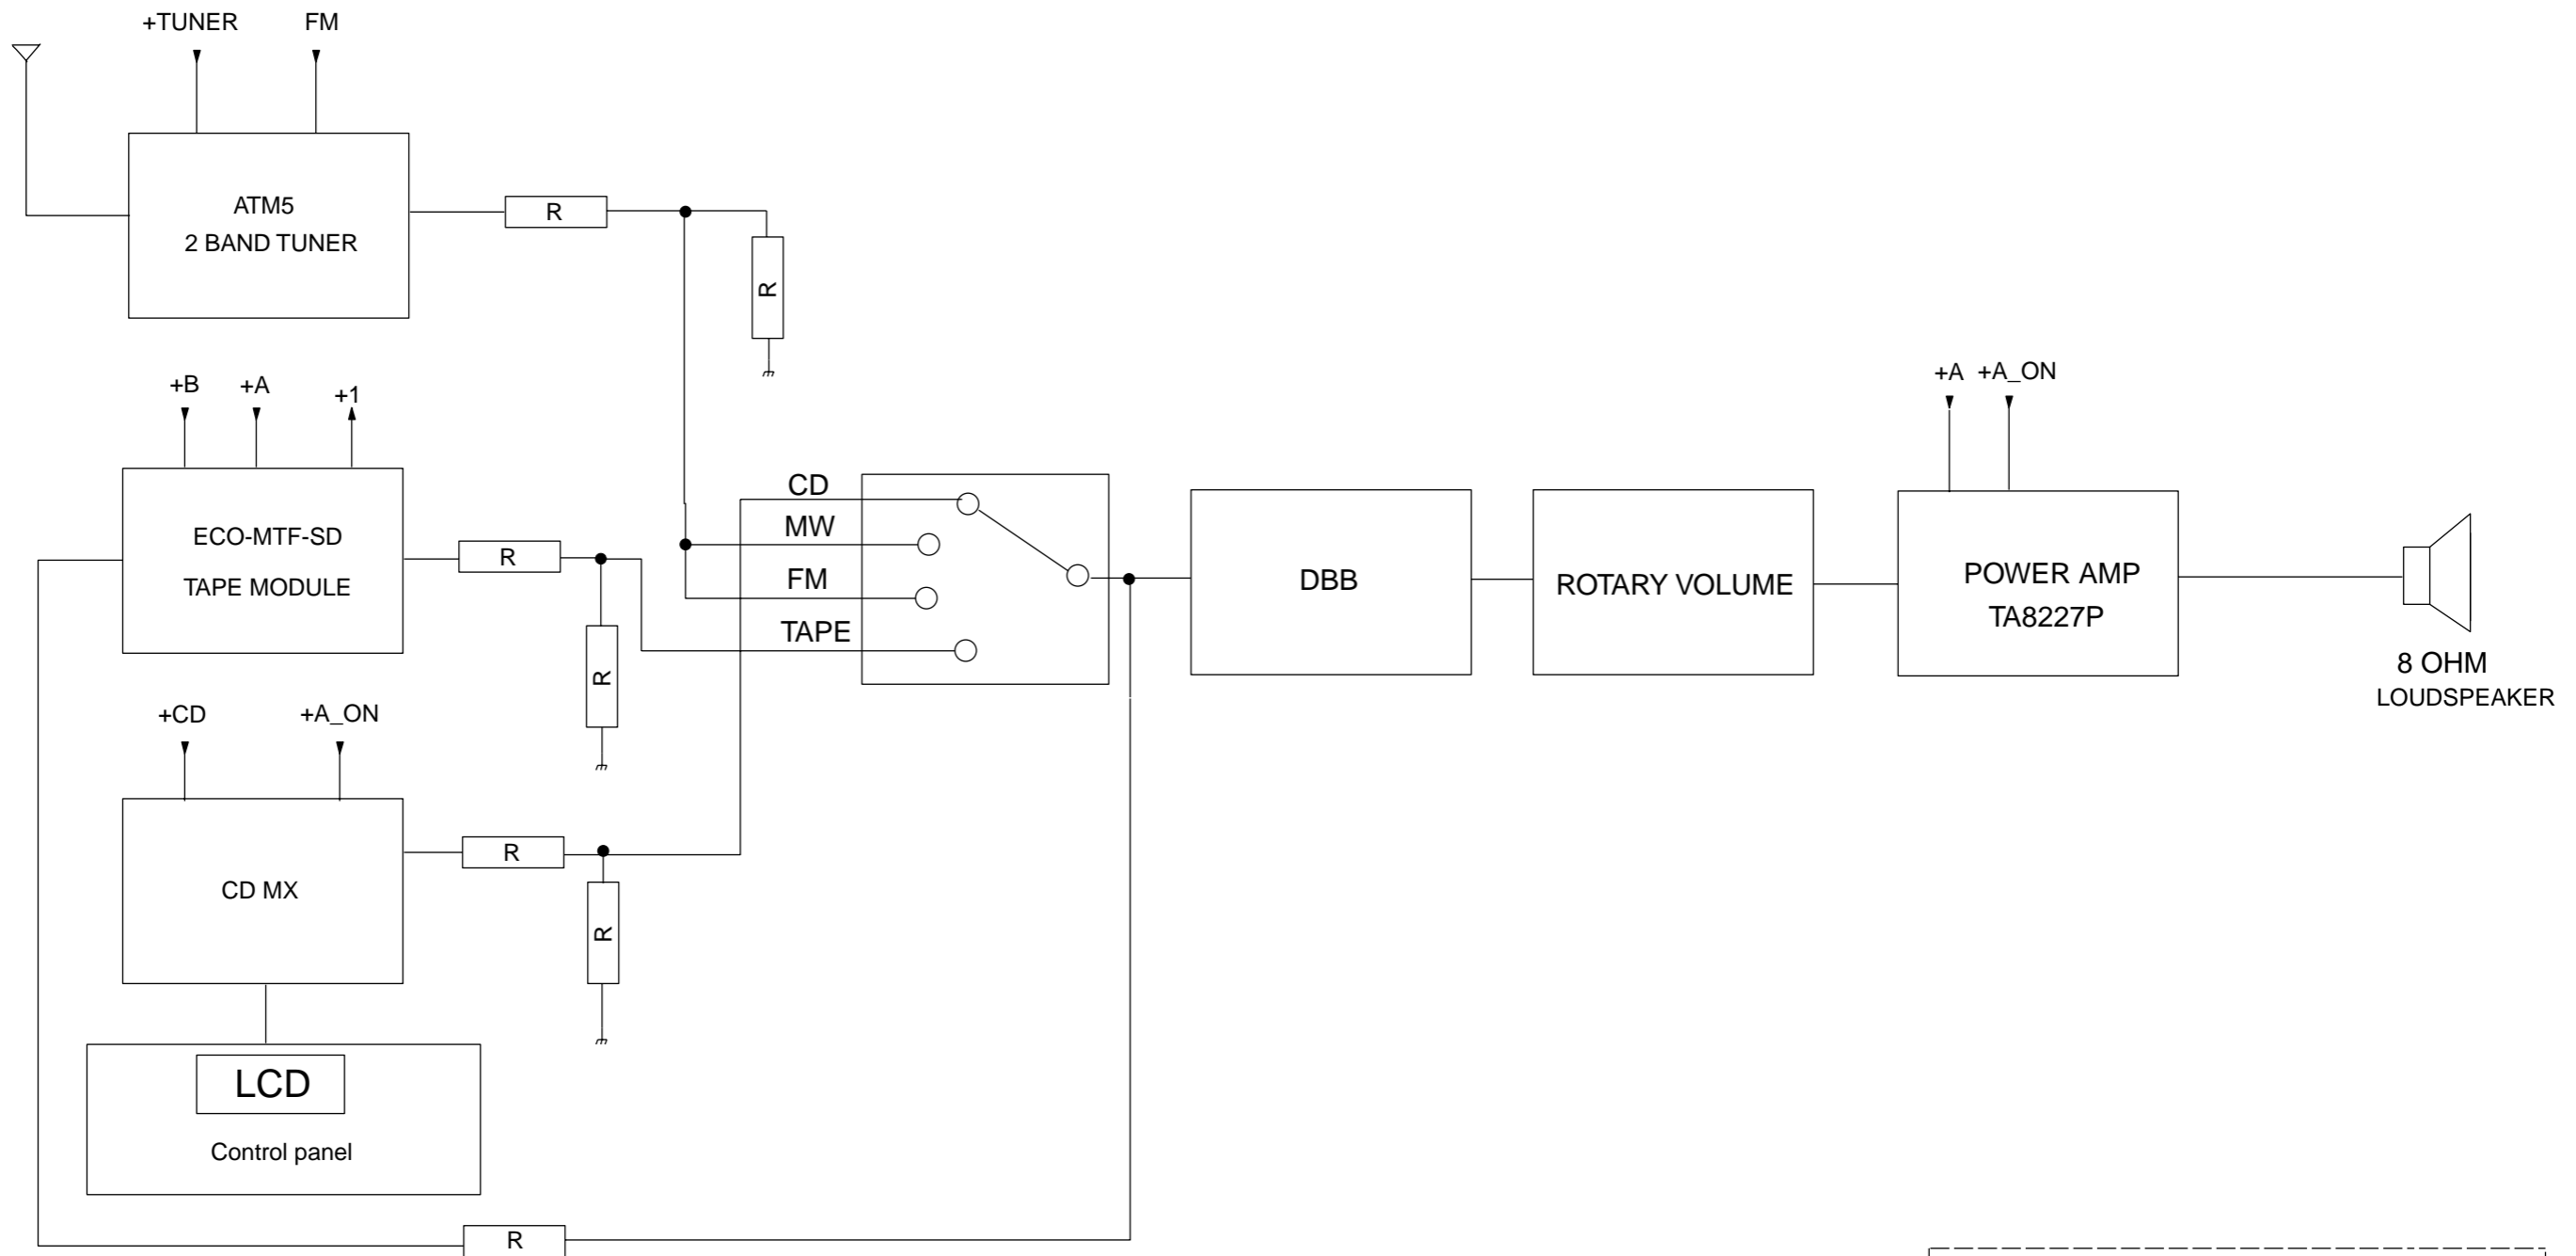 +TUNER FM
ATM5
2 BAND TUNER
R
R
+B +A +1
ECO-MTF-SD
TAPE MODULE
R
R
CD
MW
FM
TAPE
DBB
ROTARY VOLUME
+A +A_ON
POWER AMP
TA8227P
8 OHM
LOUDSPEAKER
+CD +A_ON
CD MX
R
R
LCD
Control panel
R